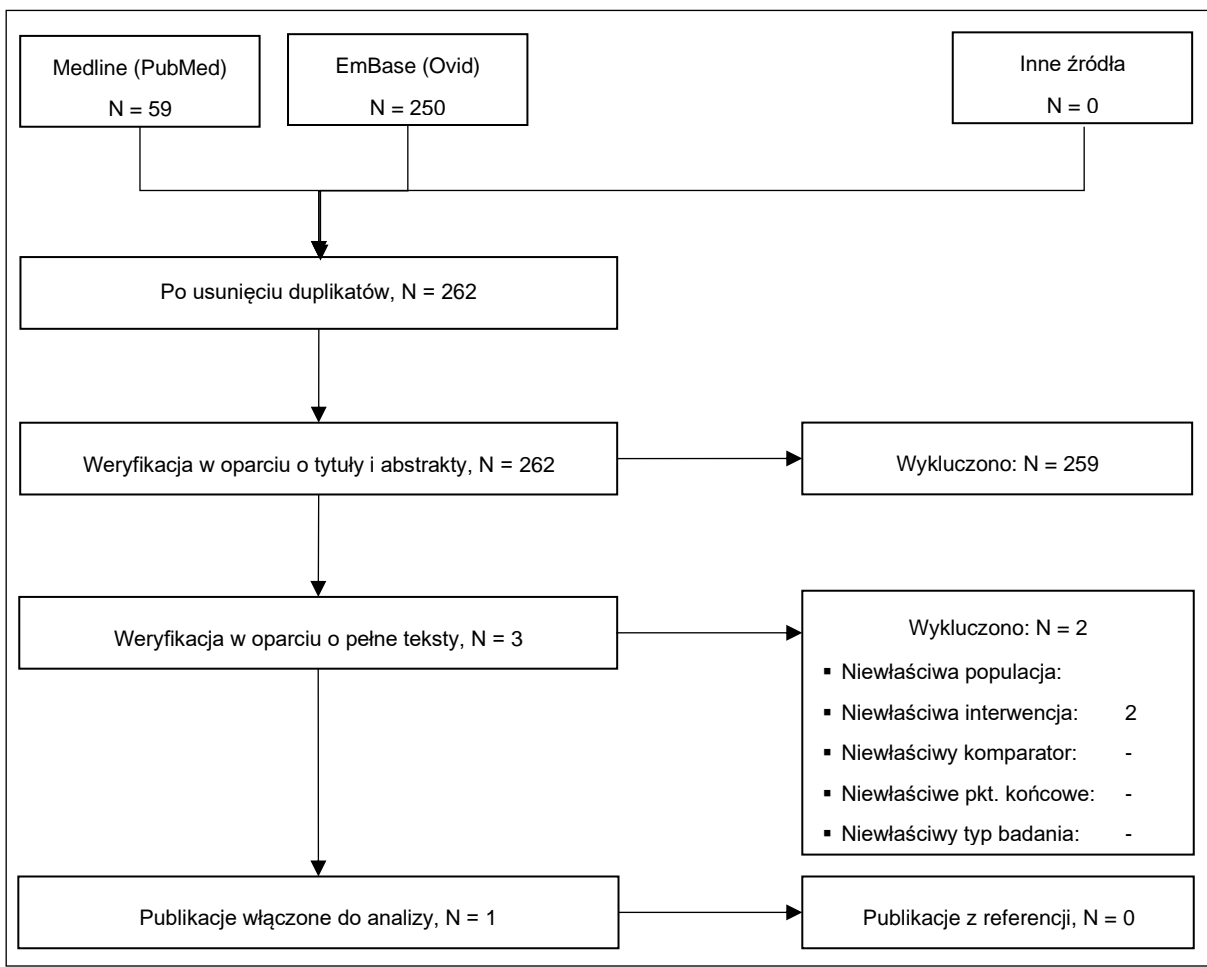 Medline (PubMed)
N = 59
EmBase (Ovid)
N = 250
Inne źródła
N = 0
Po usunięciu duplikatów, N = 262
Weryfikacja w oparciu o tytuły i abstrakty, N = 262
Wykluczono: N = 259
Weryfikacja w oparciu o pełne teksty, N = 3
Wykluczono: N = 2
▪ Niewłaściwa populacja:
▪ Niewłaściwa interwencja: 2
▪ Niewłaściwy komparator: -
▪ Niewłaściwe pkt. końcowe: -
▪ Niewłaściwy typ badania: -
Publikacje włączone do analizy, N = 1
Publikacje z referencji, N = 0